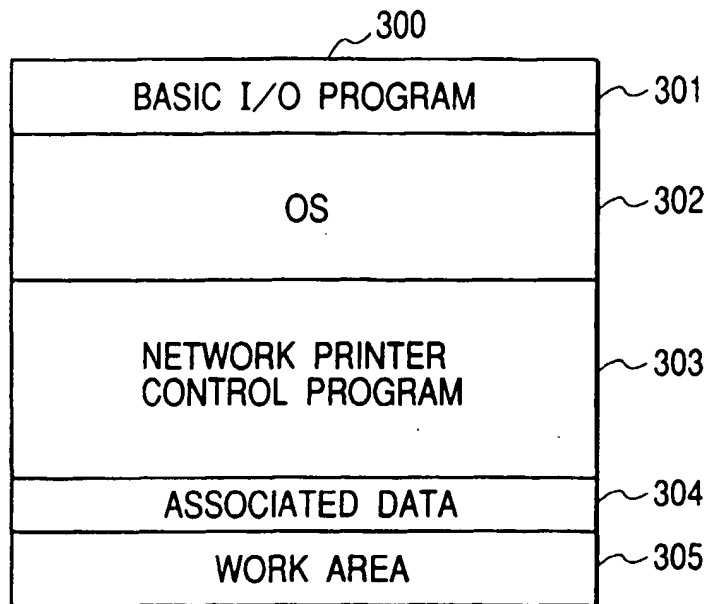 300
BASIC I/O PROGRAM 301
OS 302
NETWORK PRINTER
CONTROL PROGRAM 303
ASSOCIATED DATA 304
WORK AREA 305